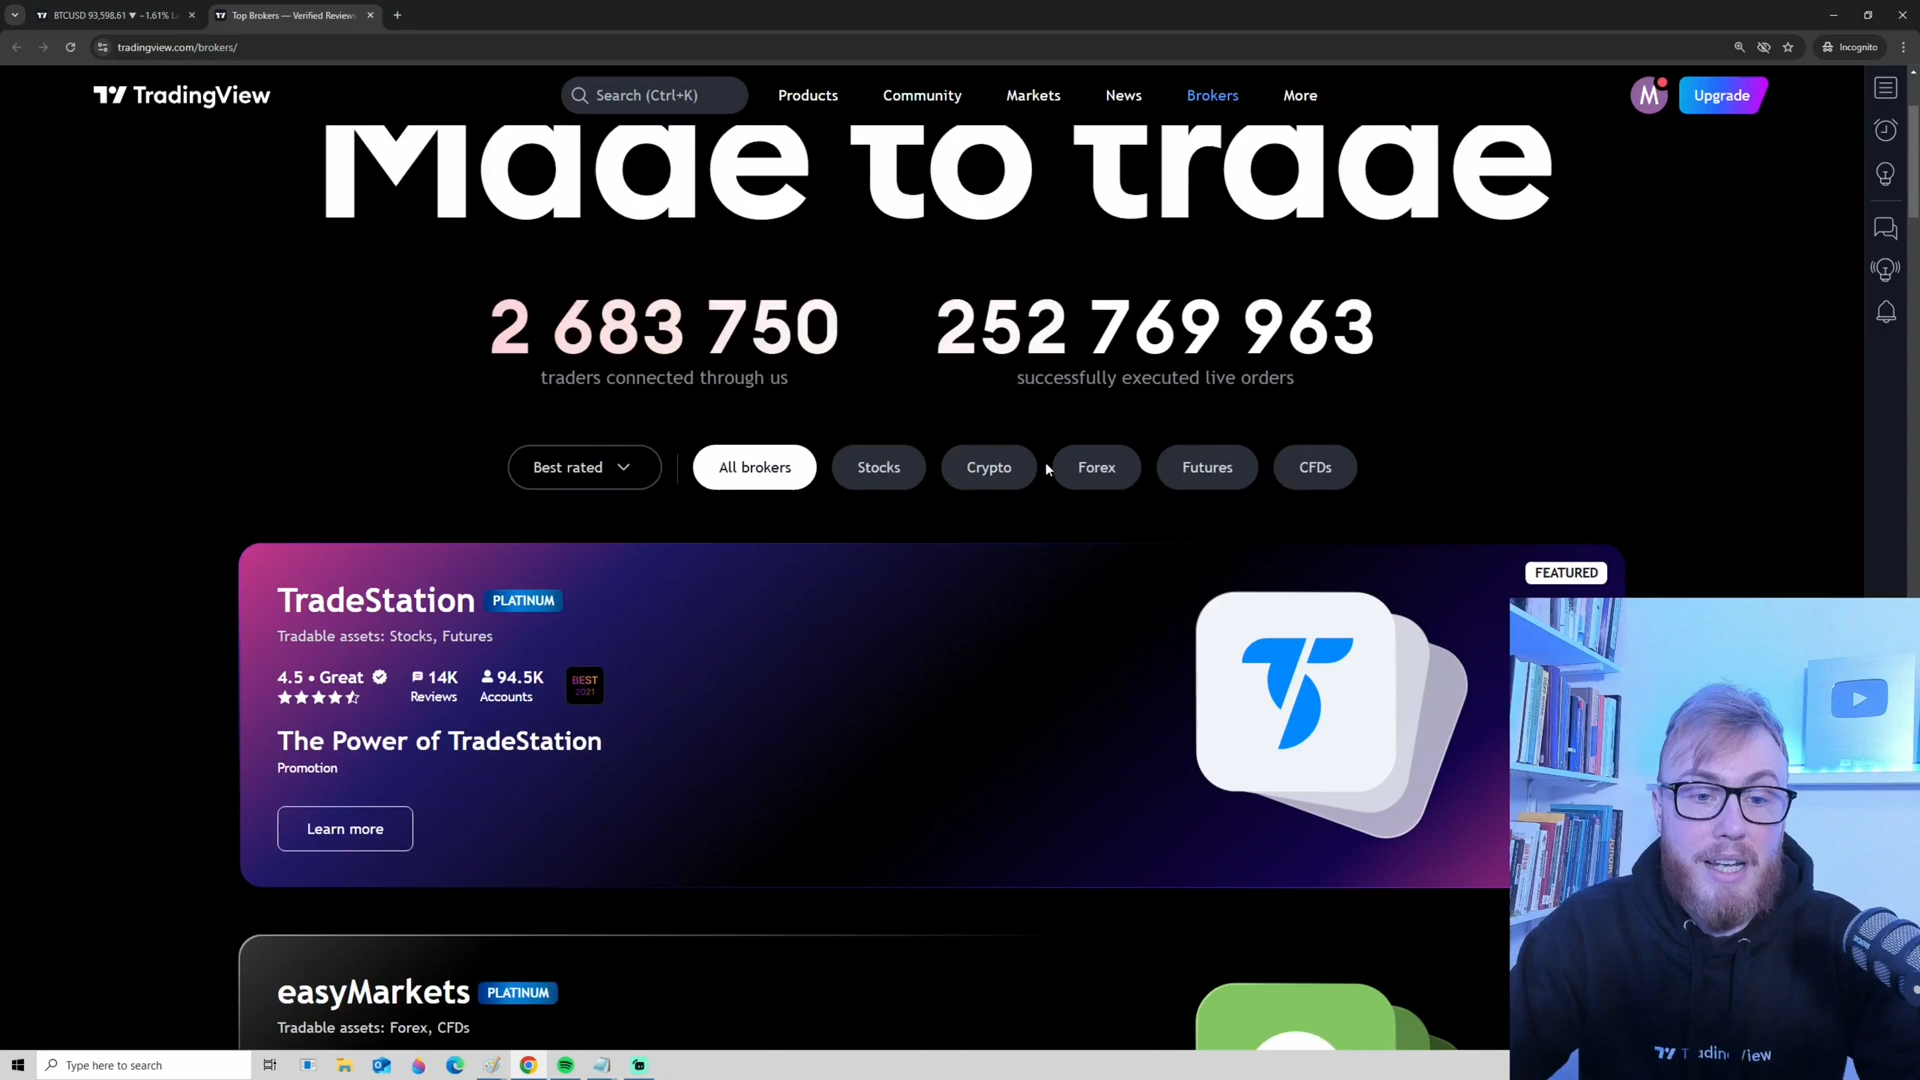 BTCUSD 93,598.61 ▼ −1.61%
Top Brokers — Verified Reviews
tradingview.com/brokers/
Incognito
TradingView
Search (Ctrl+K)
Products
Community
Markets
News
Brokers
More
M
Upgrade
Made to trade
2 683 750
252 769 963
traders connected through us
successfully executed live orders
Best rated
All brokers
Stocks
Crypto
Forex
Futures
CFDs
FEATURED
TradeStation PLATINUM
Tradable assets: Stocks, Futures
4.5 • Great
14K
94.5K
Reviews
Accounts
BEST
2021
The Power of TradeStation
Promotion
Learn more
easyMarkets PLATINUM
Tradable assets: Forex, CFDs
RØDE
TradingView
Type here to search